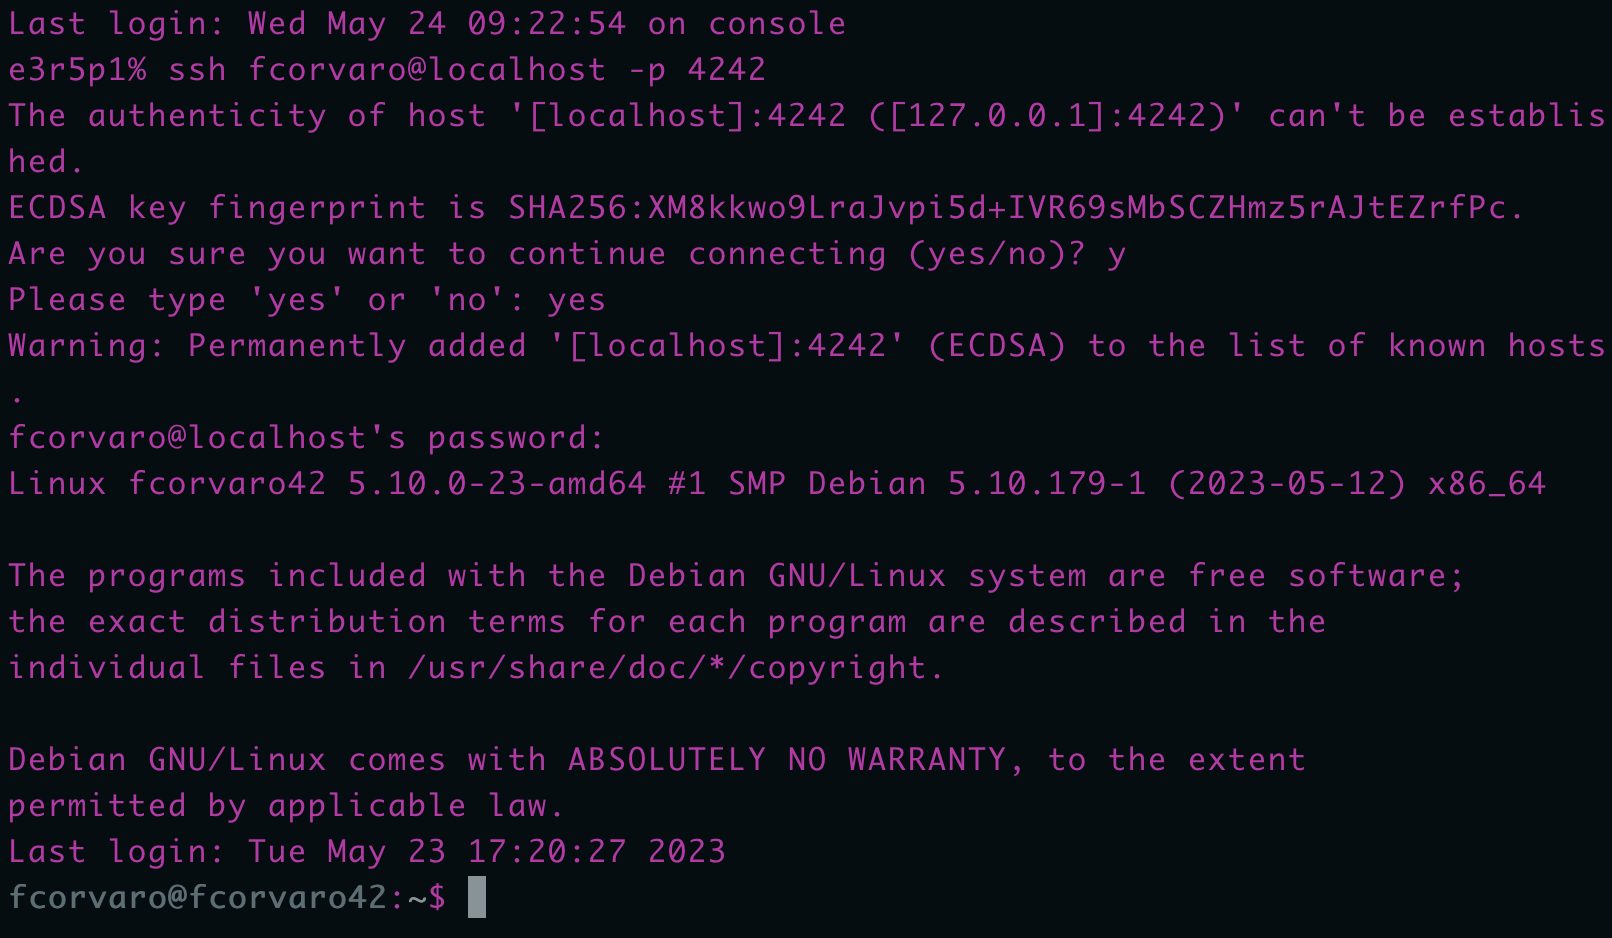 Last login: Wed May 24 09:22:54 on console
e3r5p1% ssh fcorvaro@localhost -p 4242
The authenticity of host '[localhost]:4242 ([127.0.0.1]:4242)' can't be establis
hed.
ECDSA key fingerprint is SHA256:XM8kkwo9LraJvpi5d+IVR69sMbSCZHmz5rAJtEZrfPc.
Are you sure you want to continue connecting (yes/no)? y
Please type 'yes' or 'no': yes
Warning: Permanently added '[localhost]:4242' (ECDSA) to the list of known hosts
.
fcorvaro@localhost's password:
Linux fcorvaro42 5.10.0-23-amd64 #1 SMP Debian 5.10.179-1 (2023-05-12) x86_64

The programs included with the Debian GNU/Linux system are free software;
the exact distribution terms for each program are described in the
individual files in /usr/share/doc/*/copyright.

Debian GNU/Linux comes with ABSOLUTELY NO WARRANTY, to the extent
permitted by applicable law.
Last login: Tue May 23 17:20:27 2023
fcorvaro@fcorvaro42:~$